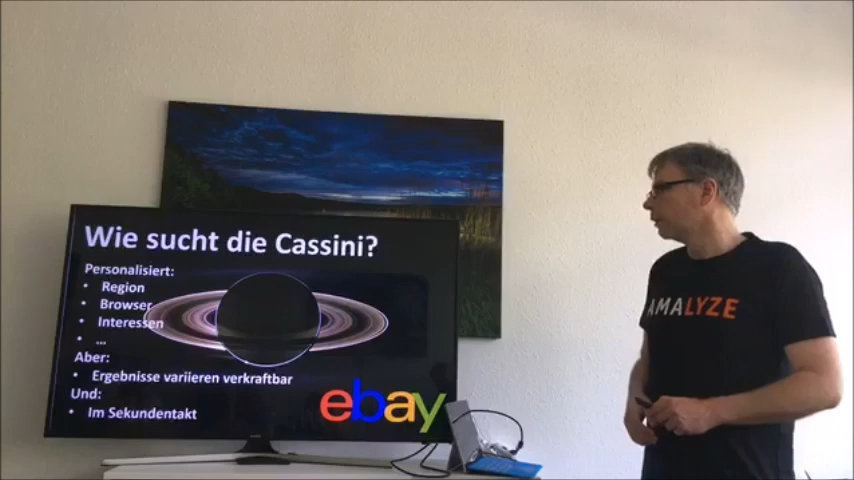 Wie sucht die Cassini?
Personalisiert:
• Region
• Browser
• Interessen
• ...
Aber:
• Ergebnisse variieren verkraftbar
Und:
• Im Sekundentakt
ebay
AMALYZE